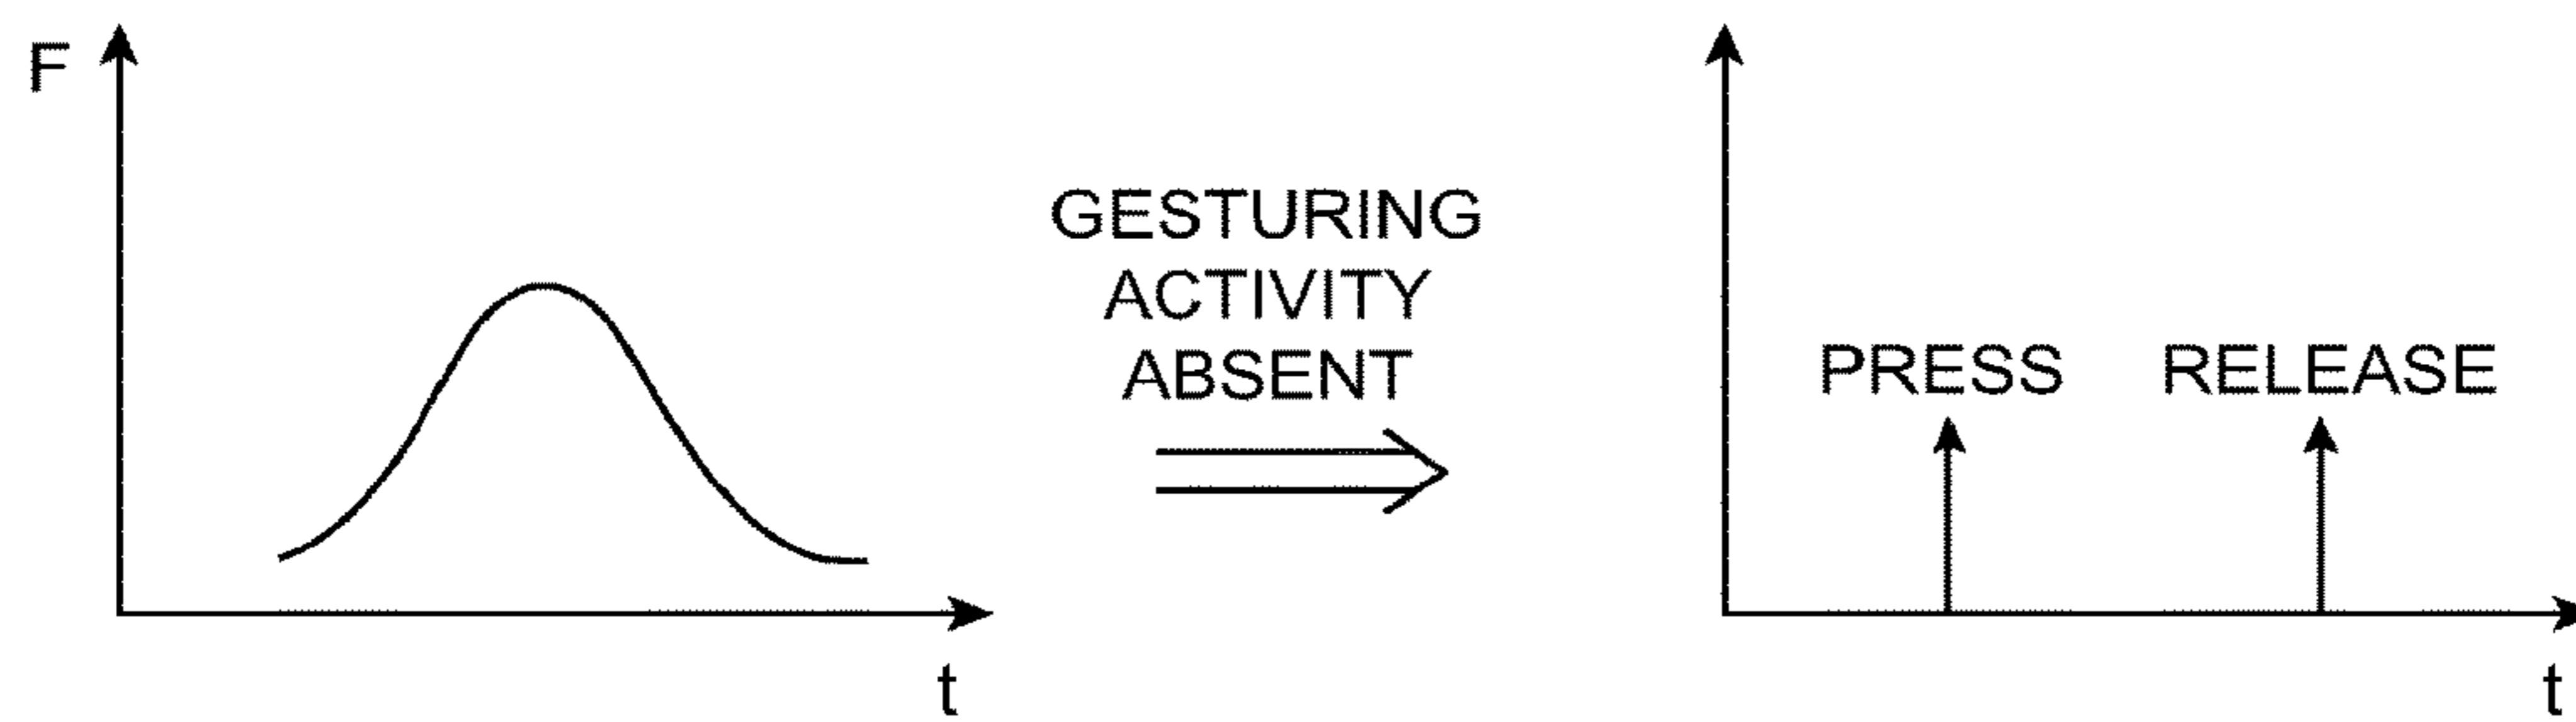 F
GESTURING
ACTIVITY
ABSENT
t
PRESS RELEASE
t